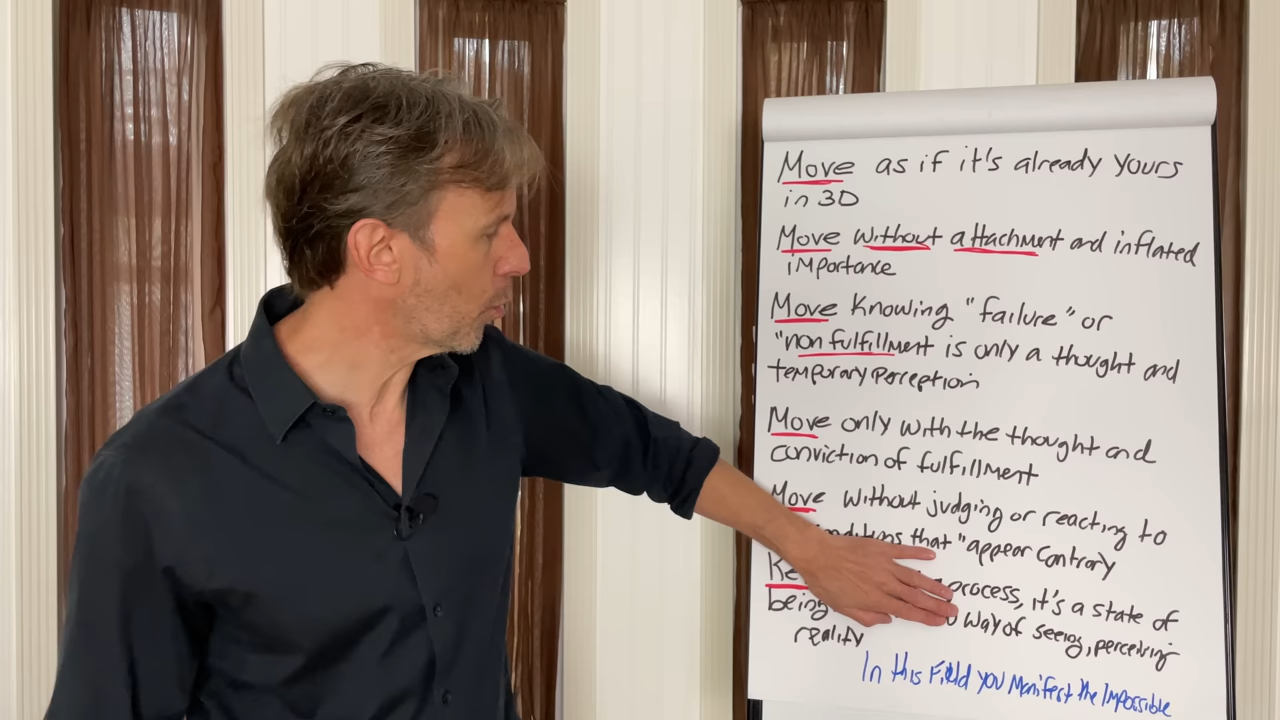 Move as if it's already yours
in 3D
Move without attachment and inflated
importance
Move Knowing "failure" or
"non fulfillment is only a thought and
temporary perception
Move only with the thought and
conviction of fulfillment
Move without judging or reacting to
that "appear contrary
process, it's a state of
being way of seeing, perceiving
reality
In this Field you Manifest the Impossible